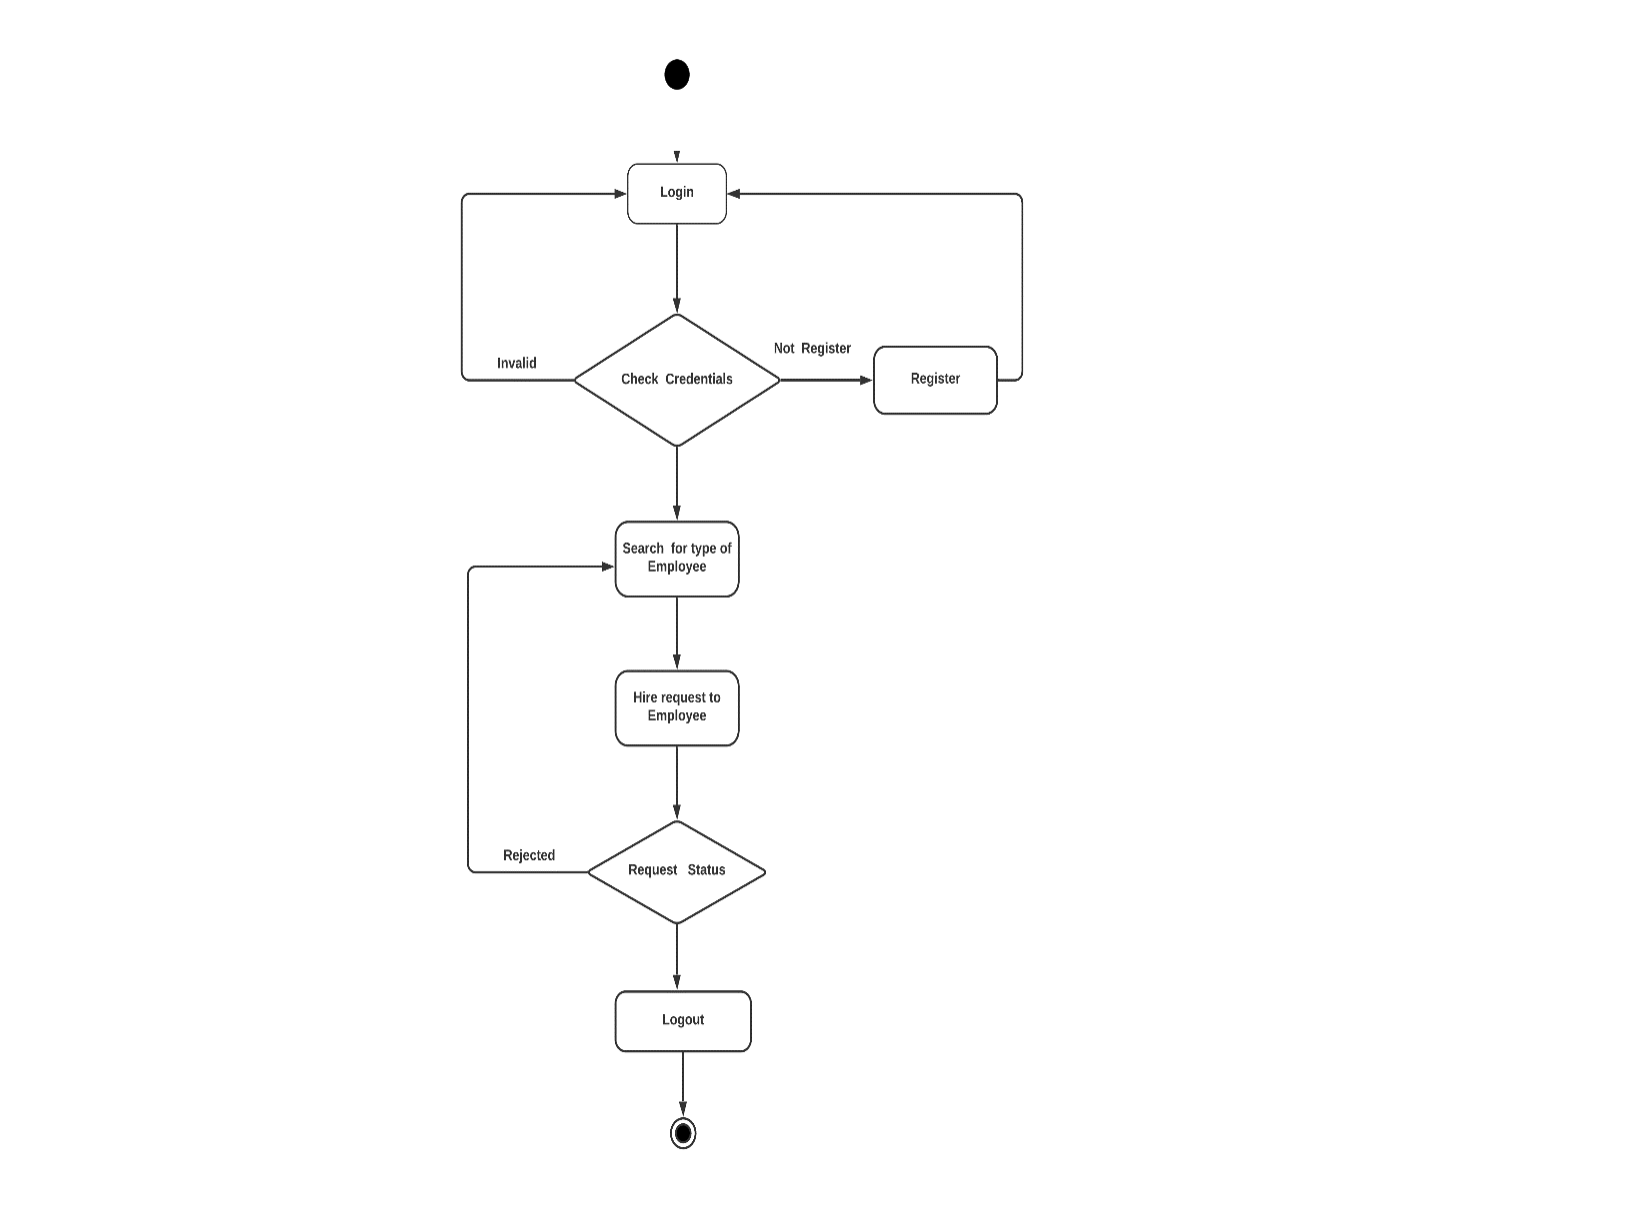 Login
Not Register
Invalid
Check Credentials
Register
Search for type of
Employee
Hire request to
Employee
Rejected
Request Status
Logout